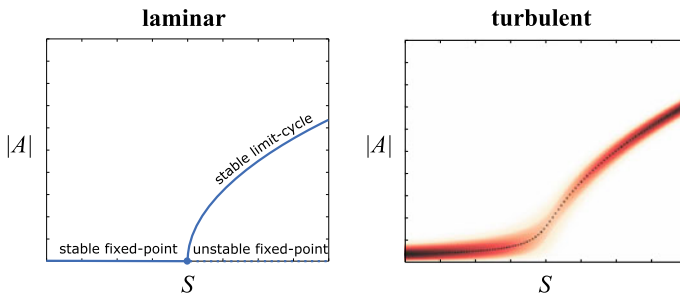 laminar
turbulent
|A|
stable limit-cycle
stable fixed-point
unstable fixed-point
S
|A|
S